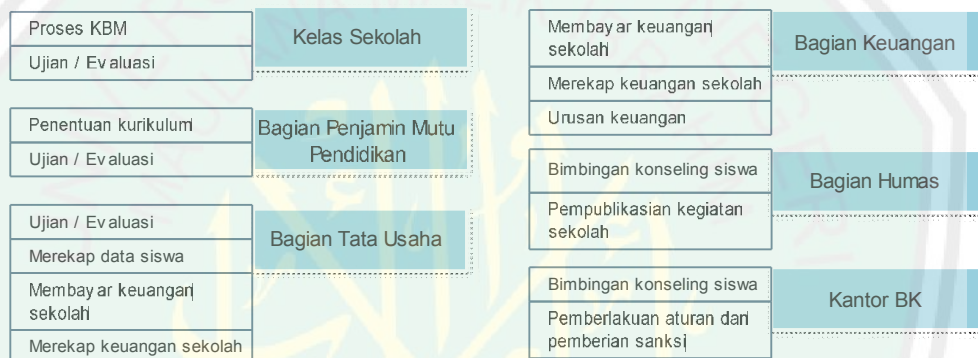 Proses KBM
Ujian / Evaluasi
Kelas Sekolah
Penentuan kurikulum
Ujian / Evaluasi
Bagian Penjamin Mutu
Pendidikan
Ujian / Evaluasi
Merekap data siswa
Membayar keuangan
sekolah
Merekap keuangan sekolah
Bagian Tata Usaha
Membayar keuangan
sekolah
Merekap keuangan sekolah
Urusan keuangan
Bagian Keuangan
Bimbingan konseling siswa
Pempublikasian kegiatan
sekolah
Bagian Humas
Bimbingan konseling siswa
Pemberlakuan aturan dan
pemberian sanksi
Kantor BK